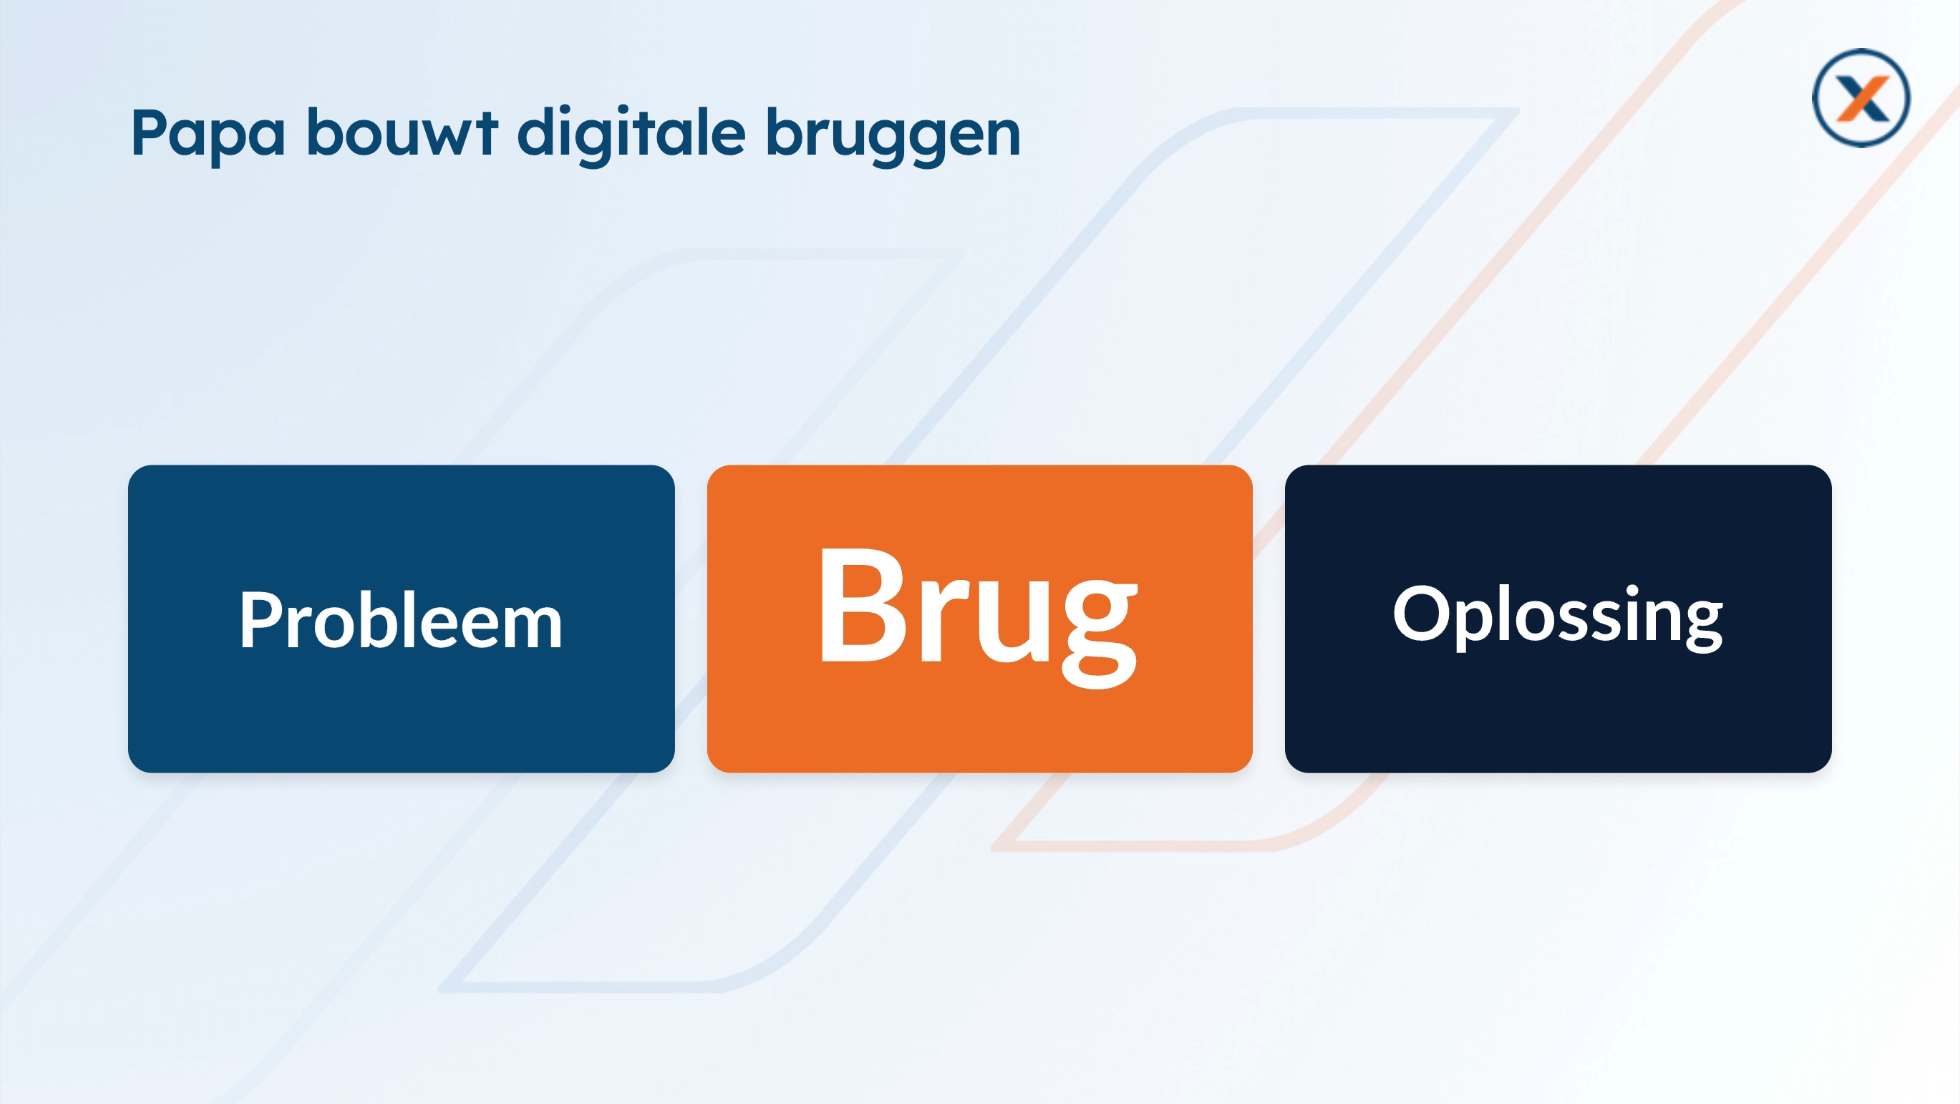 Papa bouwt digitale bruggen
Probleem
Brug
Oplossing